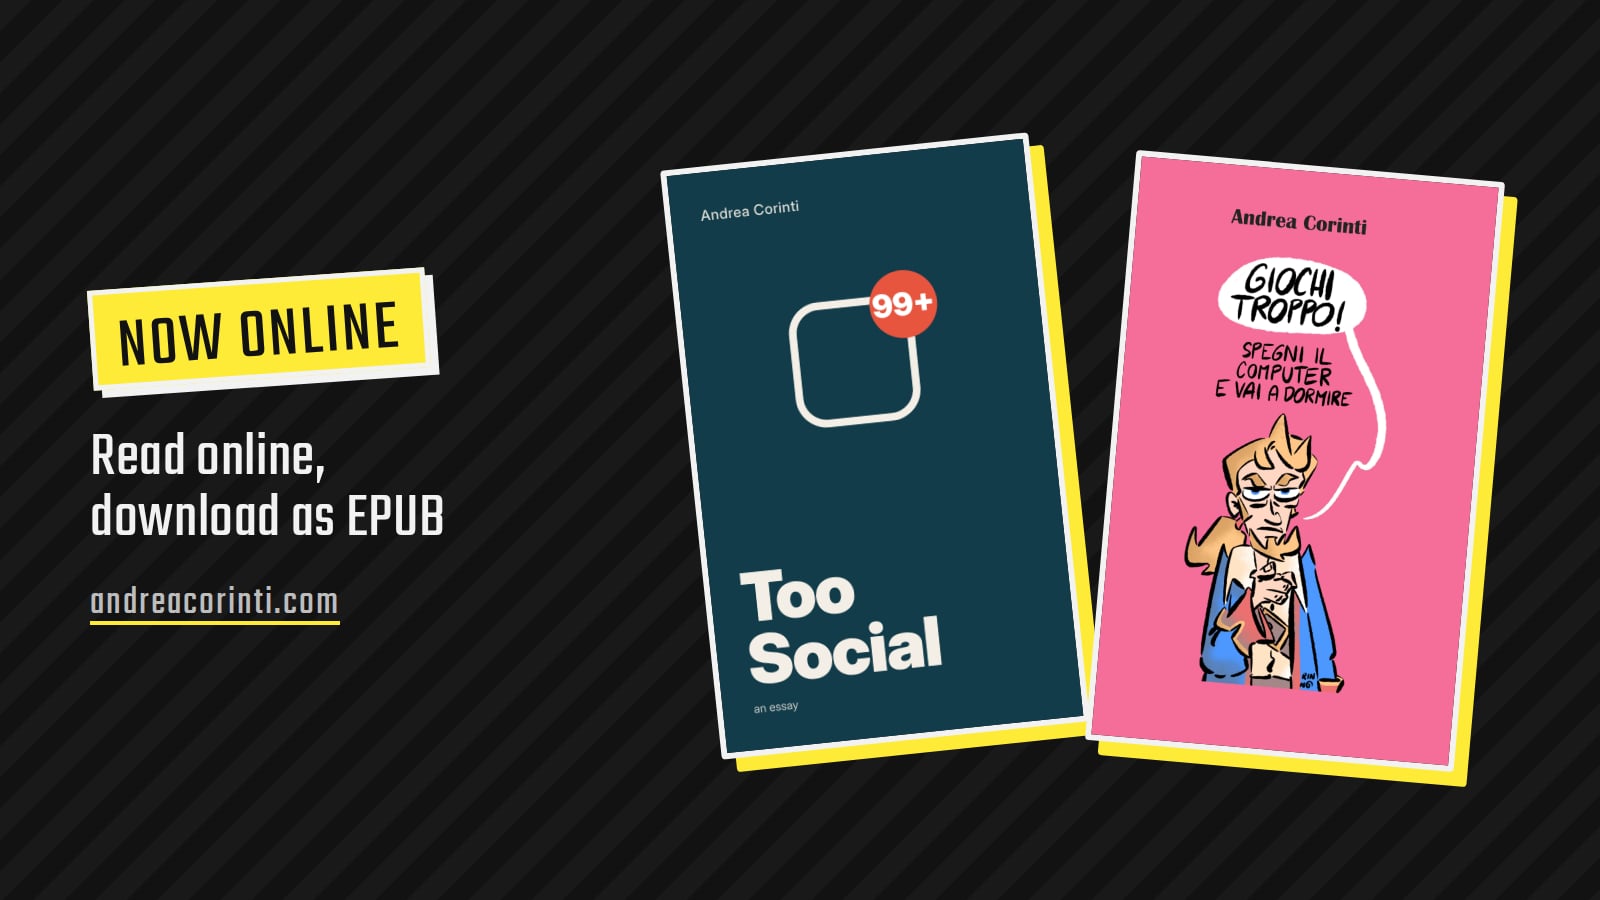 NOW ONLINE
Read online,
download as EPUB
andreacorinti.com
Andrea Corinti
99+
Too
Social
an essay
Andrea Corinti
GIOCHI
TROPPO!
SPEGNI IL
COMPUTER
E VAI A DORMIRE